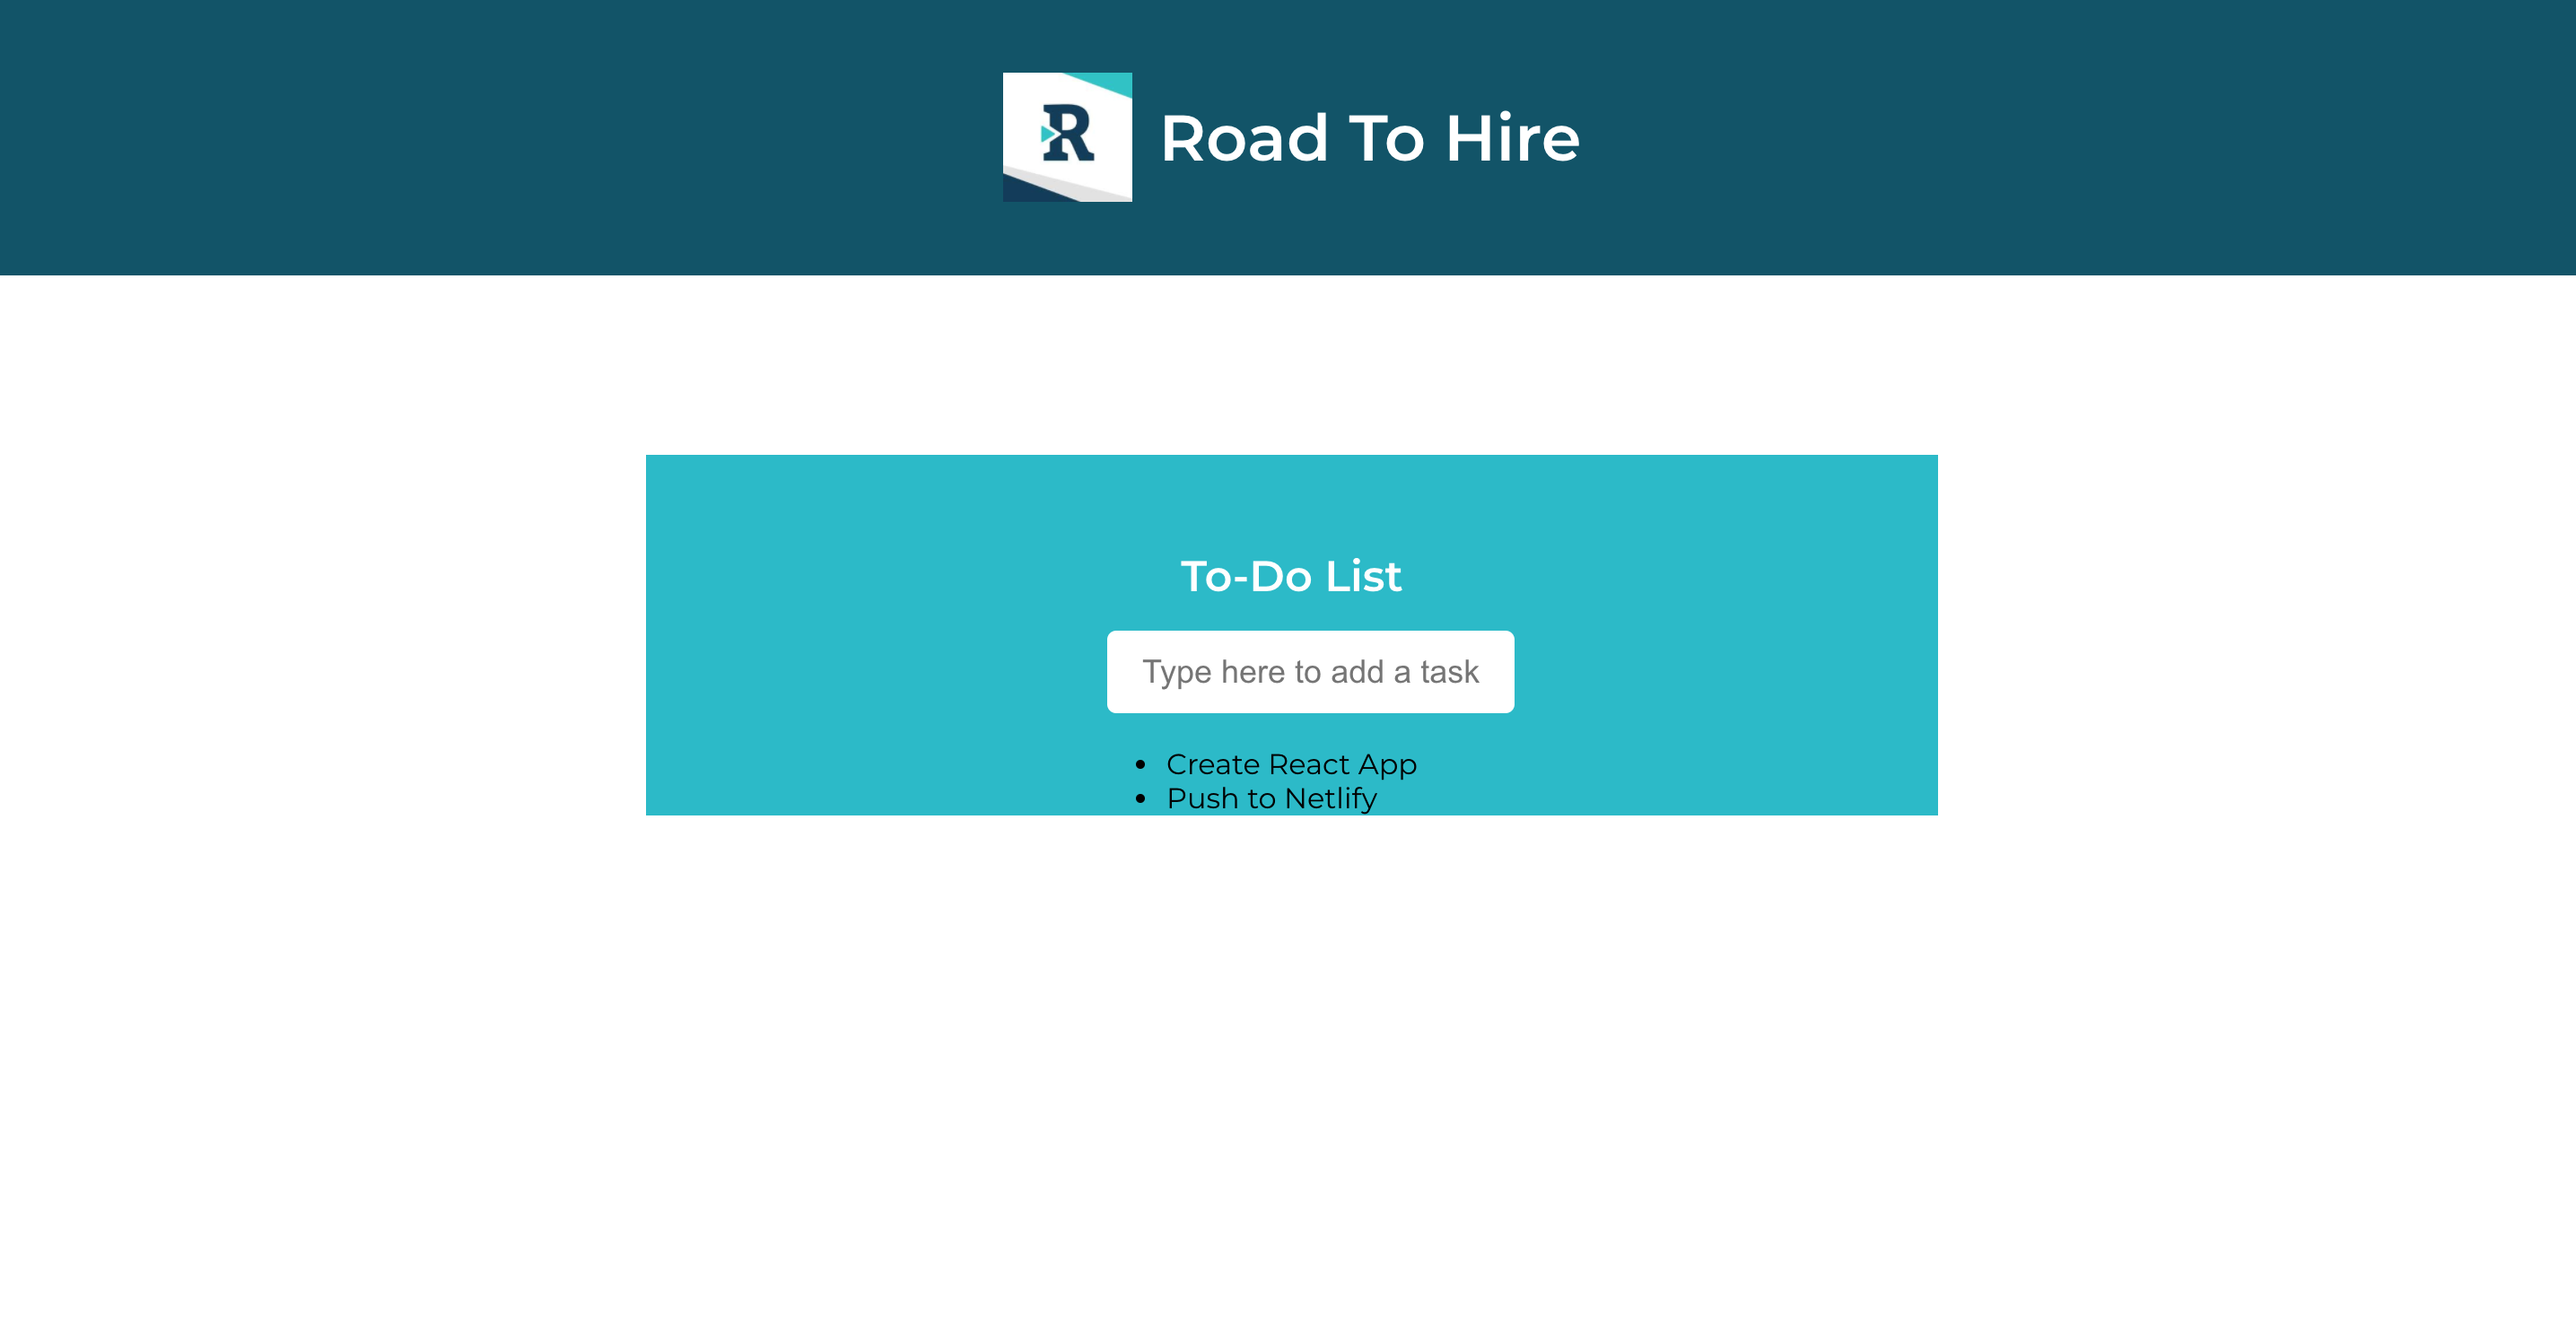 R
Road To Hire
To-Do List
Type here to add a task
Create React App
Push to Netlify